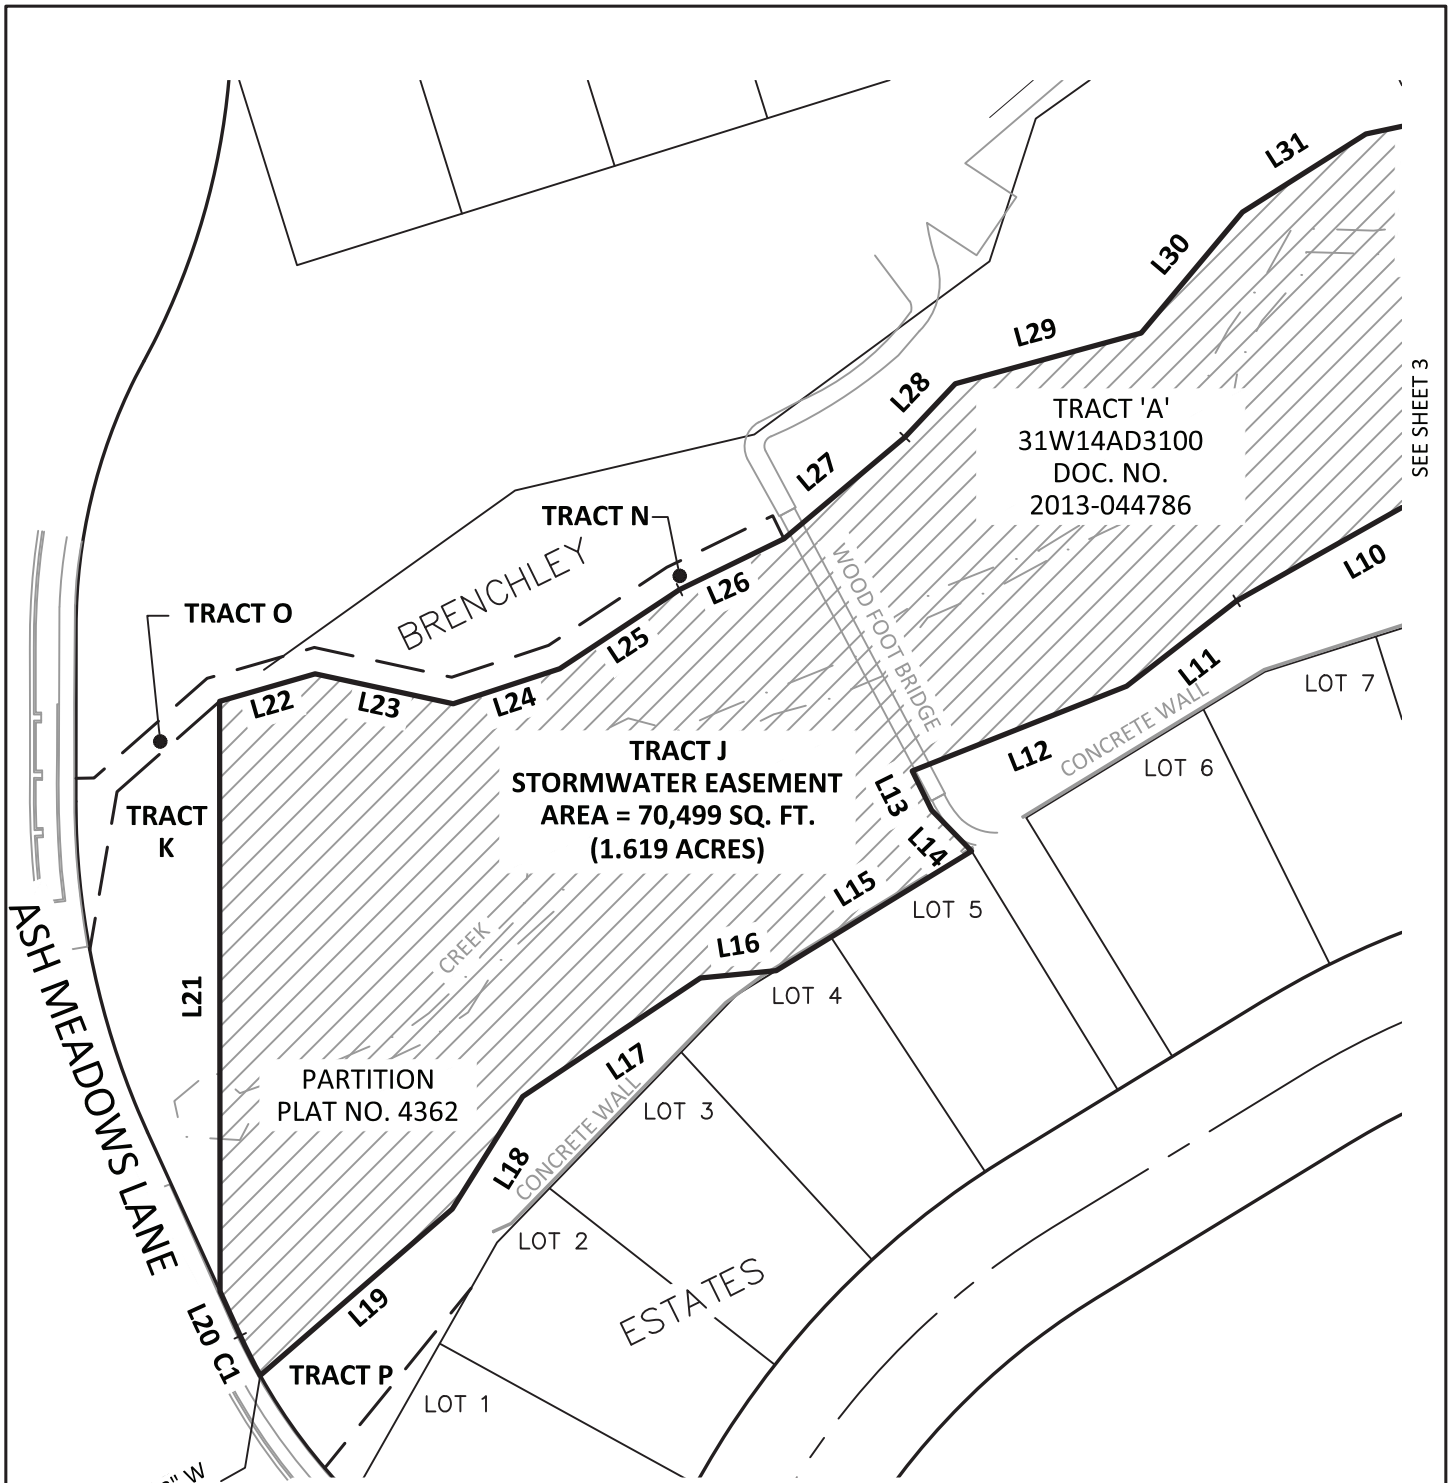 L31
L30
L29
L28
TRACT 'A'
31W14AD3100
DOC. NO.
2013-044786
SEE SHEET 3
L27
TRACT N
BRENCHLEY
WOOD FOOT BRIDGE
L10
L26
TRACT O
L25
L11
L22
L23
L24
LOT 7
CONCRETE WALL
L12
LOT 6
TRACT J
STORMWATER EASEMENT
AREA = 70,499 SQ. FT.
(1.619 ACRES)
L13
TRACT
K
L14
L15
LOT 5
ASH MEADOWS LANE
L16
CREEK
L21
LOT 4
L17
PARTITION
PLAT NO. 4362
LOT 3
CONCRETE WALL
L18
LOT 2
L19
ESTATES
L20
C1
TRACT P
LOT 1
" W